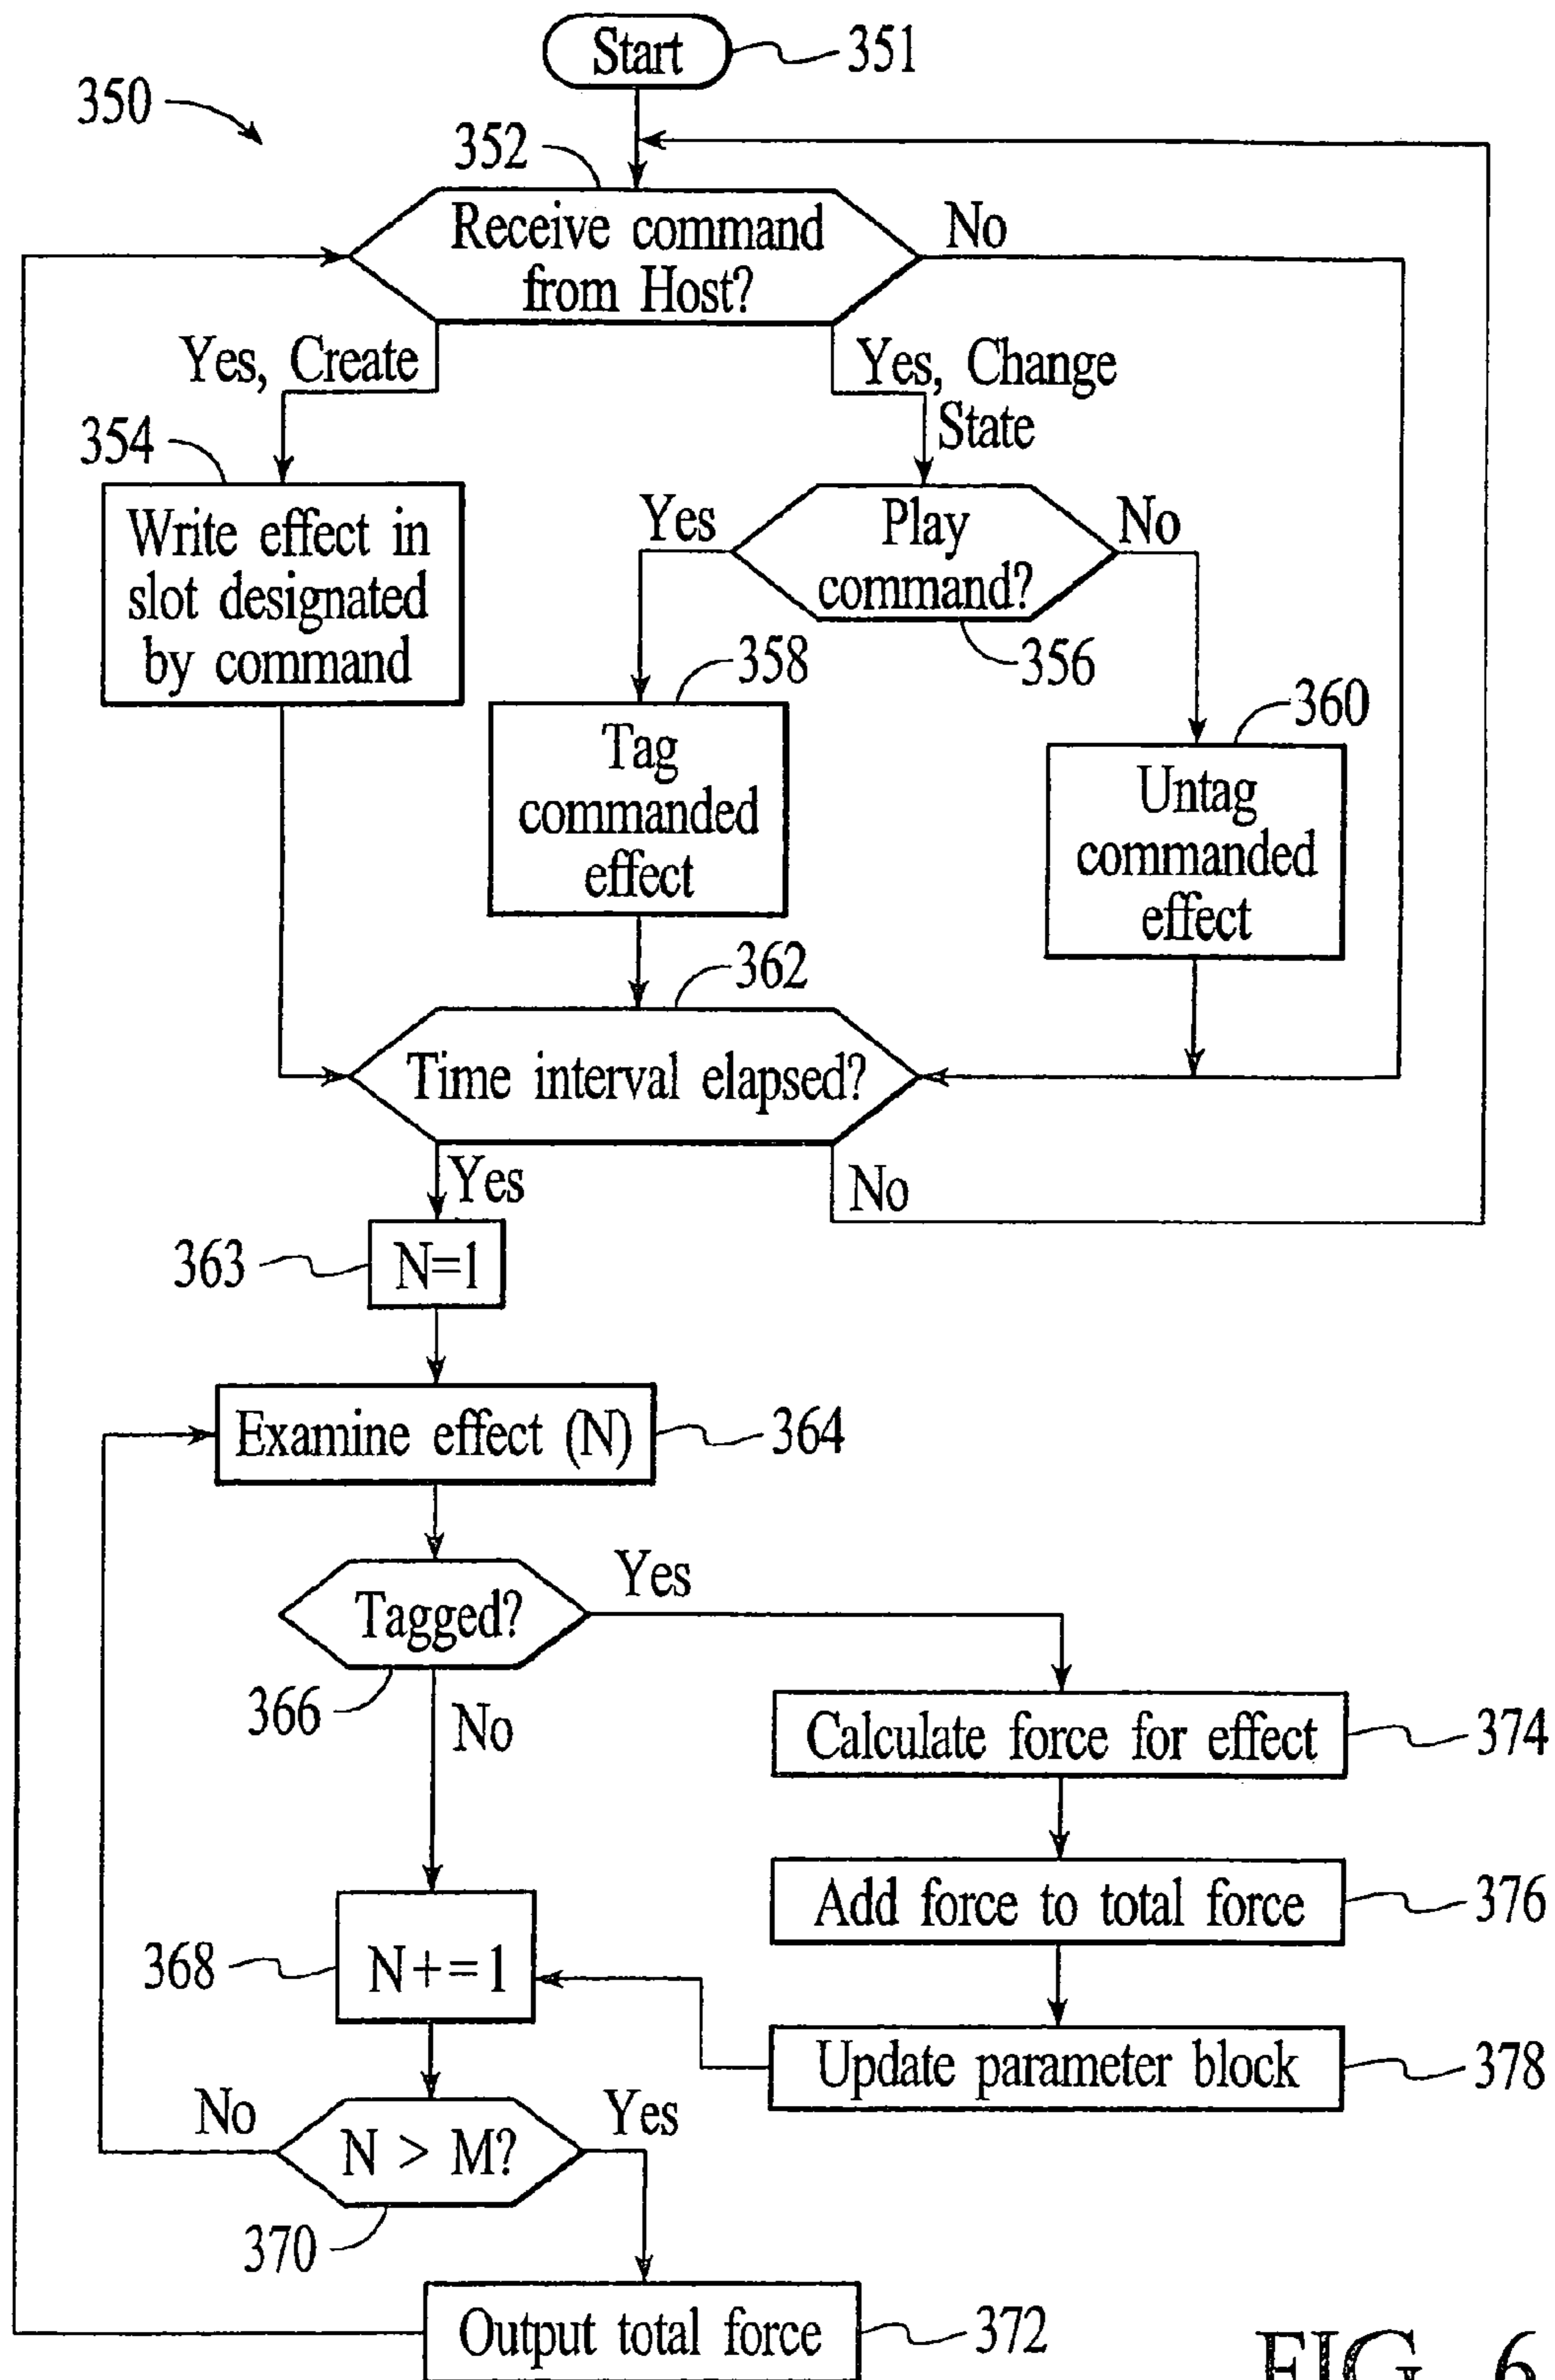 Start
351
350
352
Receive command
from Host?
No
Yes, Create
Yes, Change
State
354
Write effect in
slot designated
by command
Yes
Play
command?
No
356
358
Tag
commanded
effect
360
Untag
commanded
effect
362
Time interval elapsed?
Yes
No
363
N=1
Examine effect (N)
364
Tagged?
Yes
366
No
Calculate force for effect
374
Add force to total force
376
368
N+=1
Update parameter block
378
No
N > M?
Yes
370
Output total force
372
FIG. 6